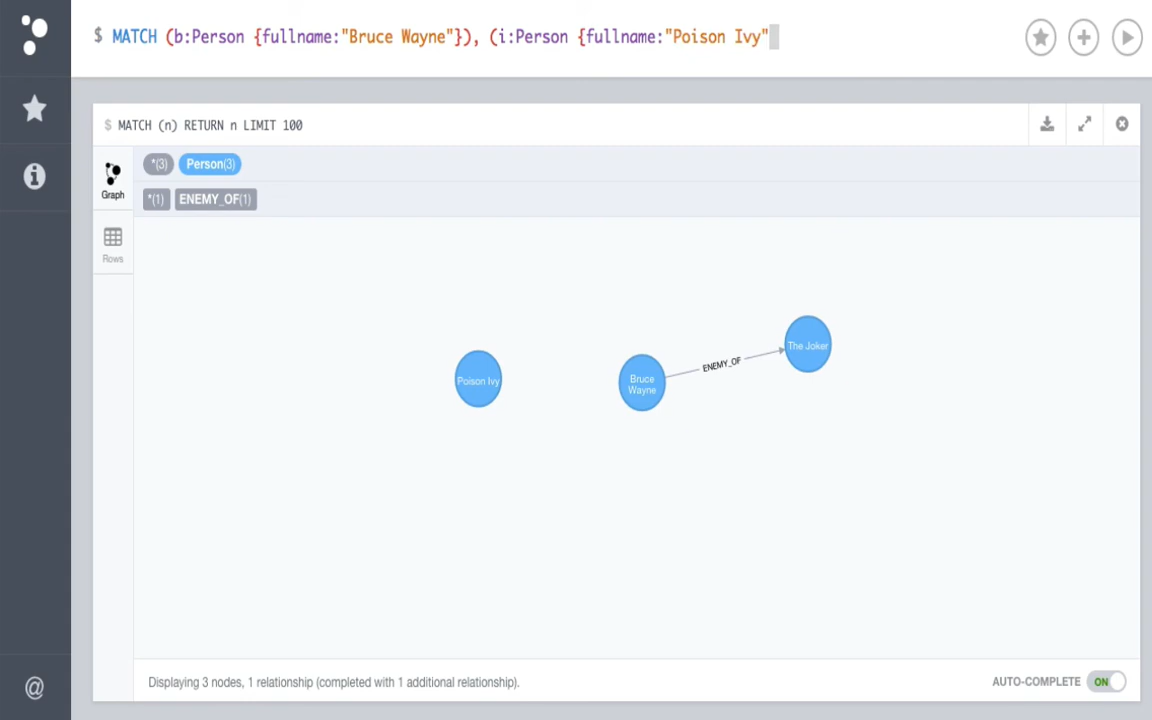 $ MATCH (b:Person {fullname:"Bruce Wayne"}), (i:Person {fullname:"Poison Ivy"
$ MATCH (n) RETURN n LIMIT 100
*(3) Person(3)
Graph
*(1) ENEMY_OF(1)
Rows
The Joker
ENEMY_OF
Poison Ivy
Bruce
Wayne
Displaying 3 nodes, 1 relationship (completed with 1 additional relationship).
AUTO-COMPLETE ON
@